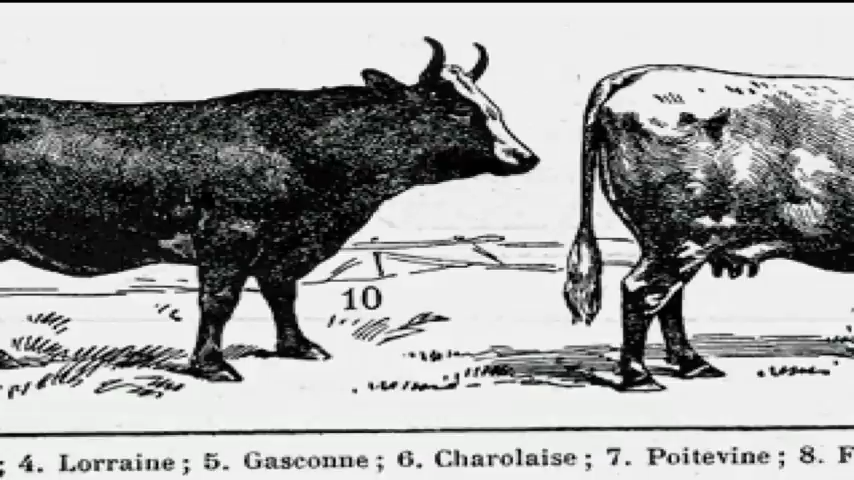 10
; 4. Lorraine ; 5. Gasconne ; 6. Charolaise ; 7. Poitevine ; 8. F